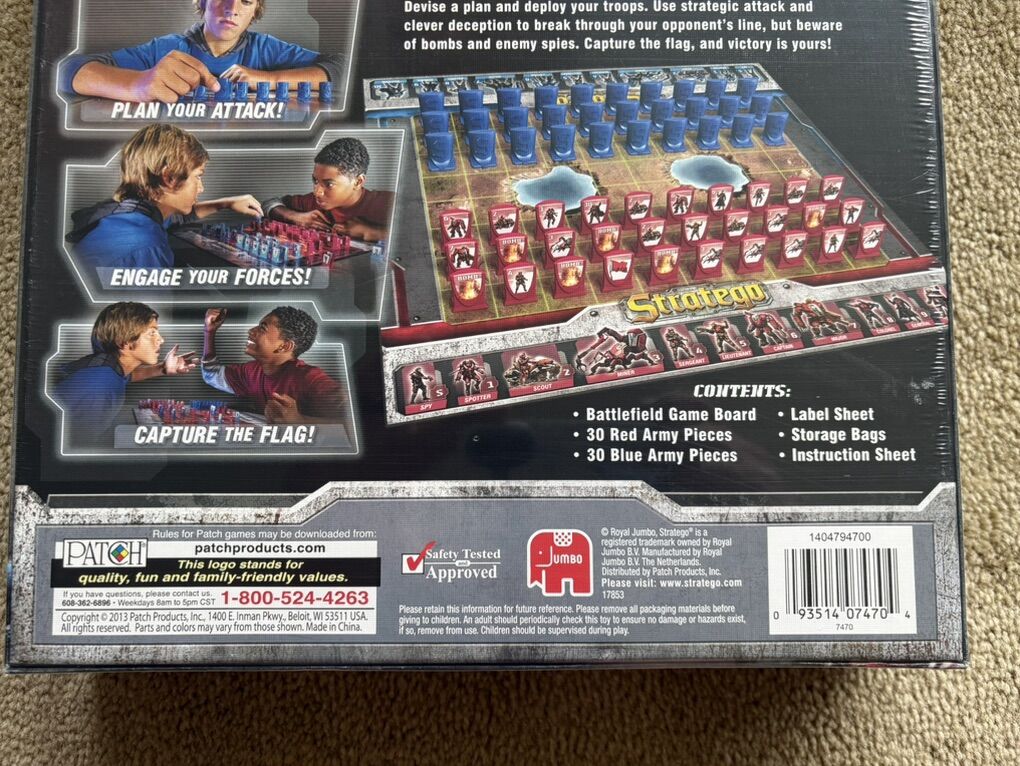 Devise a plan and deploy your troops. Use strategic attack and
clever deception to break through your opponent's line, but beware
of bombs and enemy spies. Capture the flag, and victory is yours!
PLAN YOUR ATTACK!
ENGAGE YOUR FORCES!
CAPTURE THE FLAG!
BOMB
BOMB
BOMB
BOMB
Stratego
SPY S
SPOTTER 1
SCOUT 2
MINER 3
SERGEANT 4
LIEUTENANT 5
CAPTAIN 6
MAJOR
COLONEL
GENERAL
CONTENTS:
• Battlefield Game Board
• 30 Red Army Pieces
• 30 Blue Army Pieces
• Label Sheet
• Storage Bags
• Instruction Sheet
PATCH®
Rules for Patch games may be downloaded from:
patchproducts.com
This logo stands for
quality, fun and family-friendly values.
If you have questions, please contact us.
608-362-6896 • Weekdays 8am to 5pm CST
1-800-524-4263
Copyright © 2013 Patch Products, Inc., 1400 E. Inman Pkwy., Beloit, WI 53511 USA.
All rights reserved. Parts and colors may vary from those shown. Made in China.
Safety Tested
and
Approved
JUMBO
© Royal Jumbo, Stratego® is a
registered trademark owned by Royal
Jumbo B.V. Manufactured by Royal
Jumbo B.V. The Netherlands.
Distributed by Patch Products, Inc.
Please visit: www.stratego.com
17853
Please retain this information for future reference. Please remove all packaging materials before
giving to children. An adult should periodically check this toy to ensure no damage or hazards exist,
if so, remove from use. Children should be supervised during play.
1404794700
0 93514 07470 4
7470